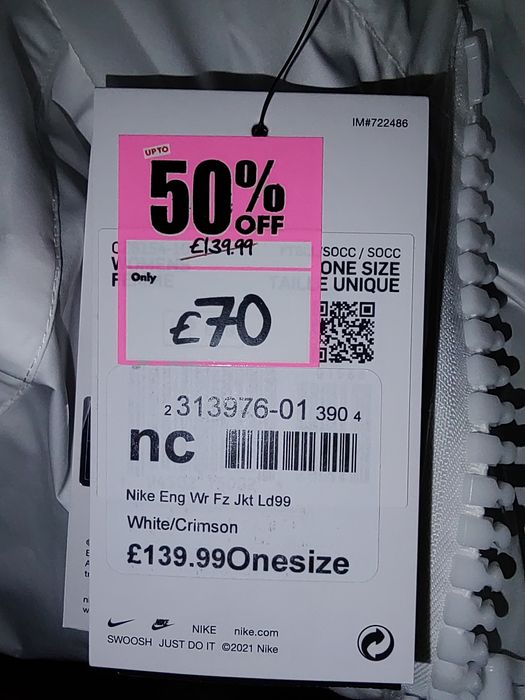 IM#722486
UP TO
50%
OFF
£139.99
/SOCC / SOCC
ONE SIZE
TAILLE UNIQUE
Only
£70
2 313976-01 390 4
nc
Nike Eng Wr Fz Jkt Ld99
White/Crimson
£139.99Onesize
NIKE nike.com
SWOOSH JUST DO IT ©2021 Nike